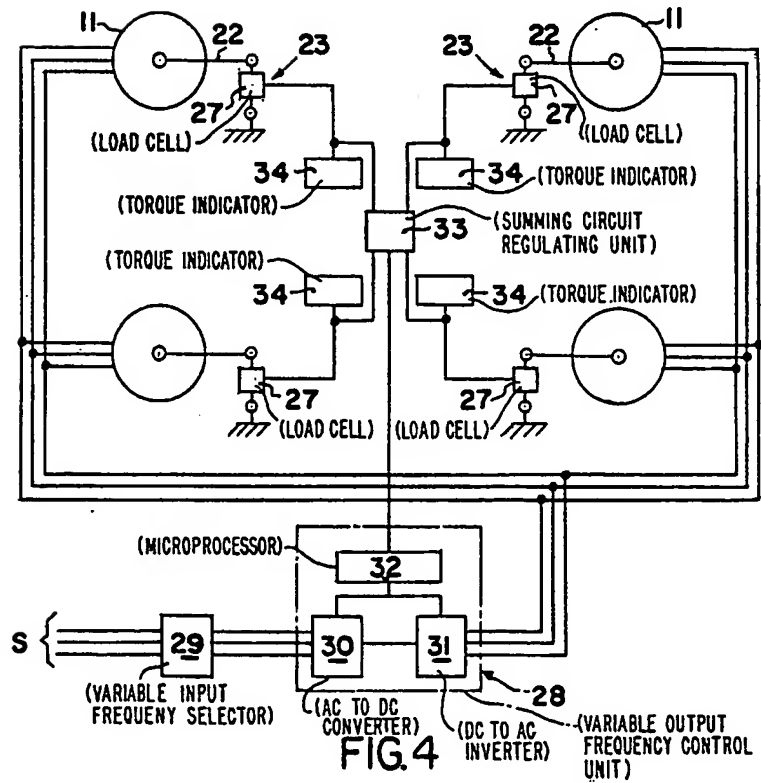 11
22
23
27
(LOAD CELL)
34
(TORQUE INDICATOR)
23
22
11
27
(LOAD CELL)
34
(TORQUE INDICATOR)
33
(SUMMING CIRCUIT
REGULATING UNIT)
(TORQUE INDICATOR)
34
34
(TORQUE INDICATOR)
27
(LOAD CELL)
27
(LOAD CELL)
(MICROPROCESSOR)
32
S
29
30
31
28
(VARIABLE INPUT
FREQUENY SELECTOR)
(AC TO DC
CONVERTER)
(DC TO AC
INVERTER)
(VARIABLE OUTPUT
FREQUENCY CONTROL
UNIT)
FIG.4